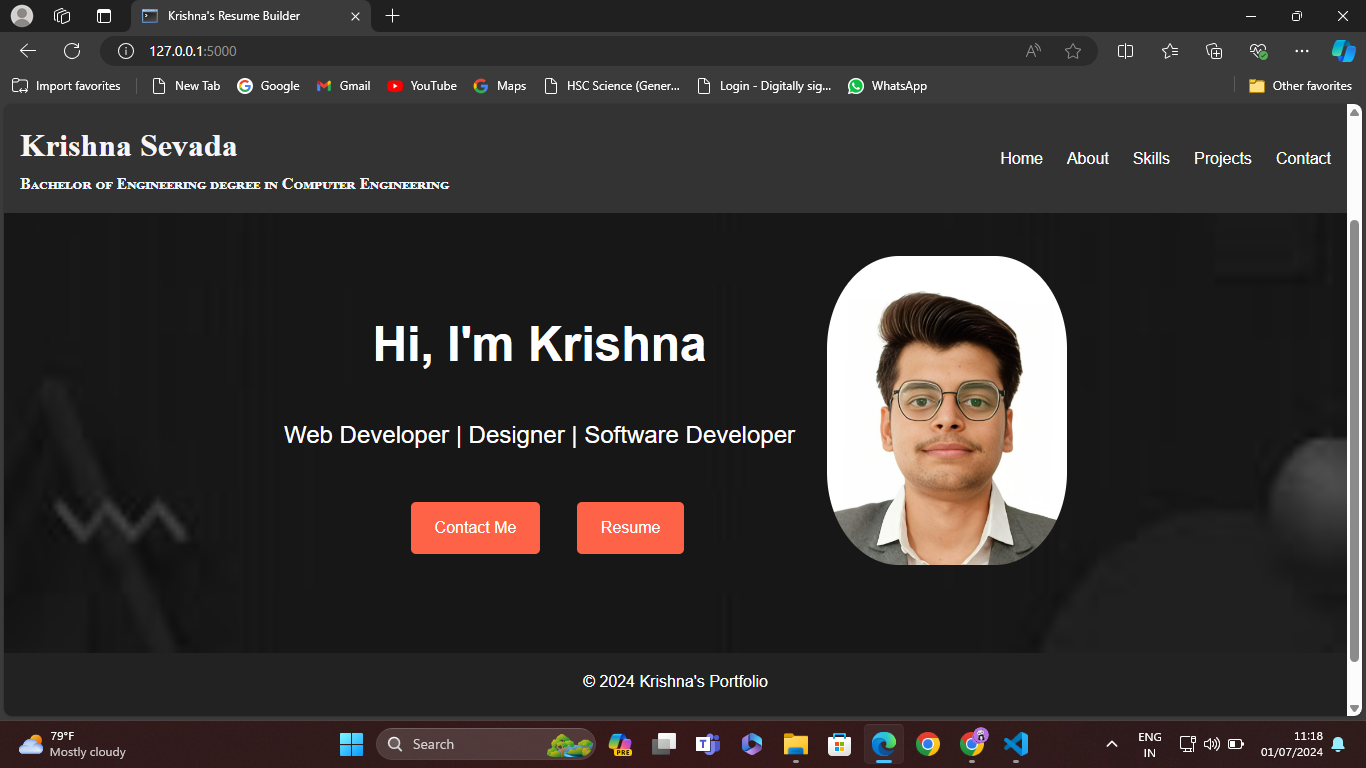 Krishna's Resume Builder
127.0.0.1:5000
Import favorites
New Tab
Google
Gmail
YouTube
Maps
HSC Science (Gener...
Login - Digitally sig...
WhatsApp
Other favorites
Krishna Sevada
Bachelor of Engineering degree in Computer Engineering
Home About Skills Projects Contact
Hi, I'm Krishna
Web Developer | Designer | Software Developer
Contact Me Resume
© 2024 Krishna's Portfolio
79°F
Mostly cloudy
Search
PRE
ENG
IN
11:18
01/07/2024